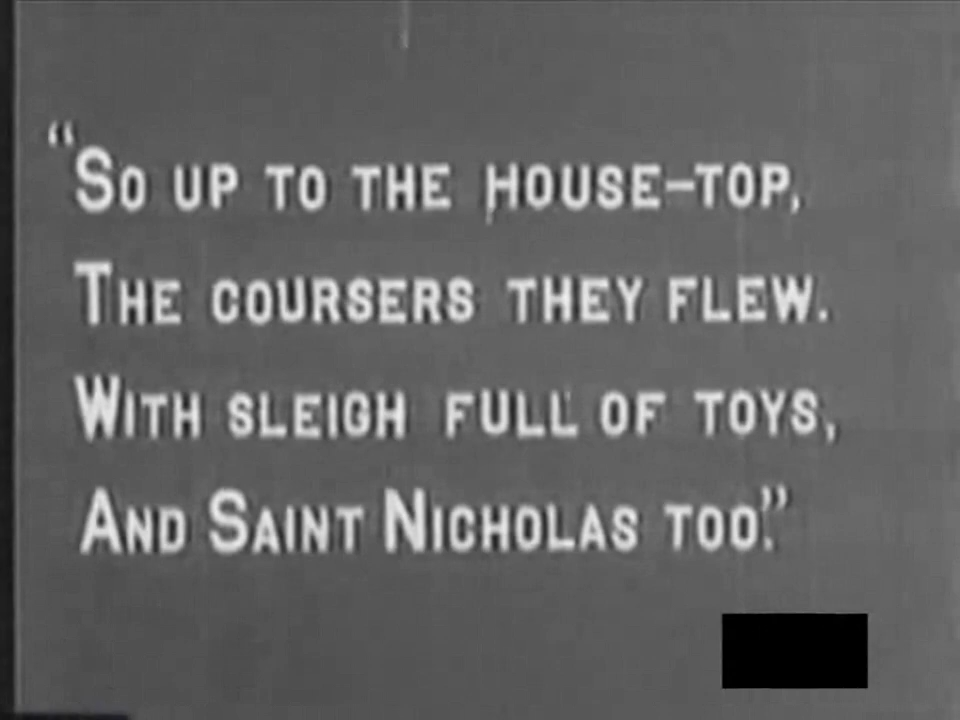 “So up to the house-top,
The coursers they flew.
With sleigh full of toys,
And Saint Nicholas too.”